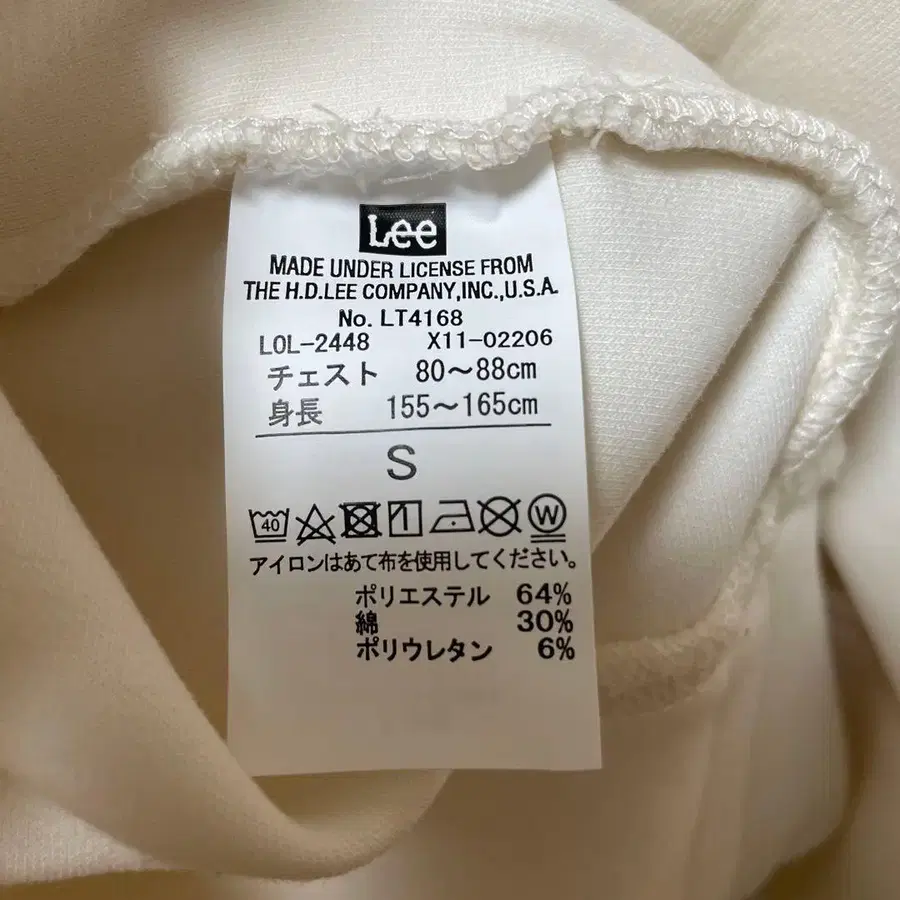 Lee
MADE UNDER LICENSE FROM
THE H.D.LEE COMPANY,INC.,U.S.A.
No. LT4168
LOL-2448 X11-02206
チェスト 80〜88cm
身長 155〜165cm
S
40 W
アイロンはあて布を使用してください。
ポリエステル 64%
綿 30%
ポリウレタン 6%